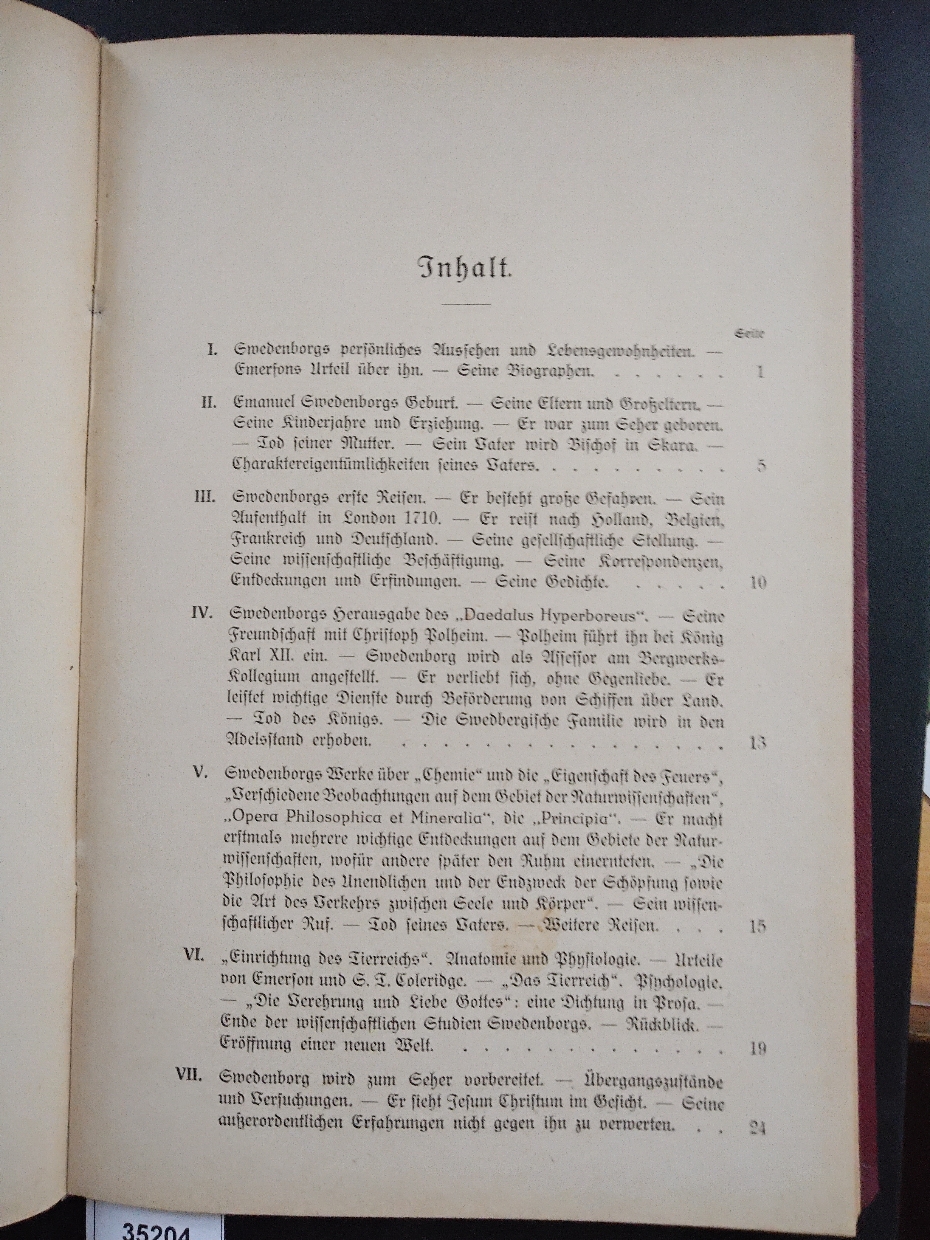 Inhalt.
Seite
I. Swedenborgs persönliches Aussehen und Lebensgewohnheiten. —
Emersons Urteil über ihn. — Seine Biographen. . . . . . . 1
II. Emanuel Swedenborgs Geburt. — Seine Eltern und Großeltern. —
Seine Kinderjahre und Erziehung. — Er war zum Seher geboren.
— Tod seiner Mutter. — Sein Vater wird Bischof in Skara. —
Charaktereigentümlichkeiten seines Vaters. . . . . . . . . . 5
III. Swedenborgs erste Reisen. — Er besteht große Gefahren. — Sein
Aufenthalt in London 1710. — Er reist nach Holland, Belgien,
Frankreich und Deutschland. — Seine gesellschaftliche Stellung. —
Seine wissenschaftliche Beschäftigung. — Seine Korrespondenzen,
Entdeckungen und Erfindungen. — Seine Gedichte. . . . . . 10
IV. Swedenborgs Herausgabe des „Daedalus Hyperboreus“. — Seine
Freundschaft mit Christoph Polheim. — Polheim führt ihn bei König
Karl XII. ein. — Swedenborg wird als Assessor am Bergwerks-
Kollegium angestellt. — Er verliebt sich, ohne Gegenliebe. — Er
leistet wichtige Dienste durch Beförderung von Schiffen über Land.
— Tod des Königs. — Die Swedbergische Familie wird in den
Adelsstand erhoben. . . . . . . . . . . . . . . . 13
V. Swedenborgs Werke über „Chemie“ und die „Eigenschaft des Feuers“,
„Verschiedene Beobachtungen auf dem Gebiet der Naturwissenschaften“,
„Opera Philosophica et Mineralia“, die „Principia“. — Er macht
erstmals mehrere wichtige Entdeckungen auf dem Gebiete der Natur-
wissenschaften, wofür andere später den Ruhm einernteten. — „Die
Philosophie des Unendlichen und der Endzweck der Schöpfung sowie
die Art des Verkehrs zwischen Seele und Körper“. — Sein wissen-
schaftlicher Ruf. — Tod seines Vaters. — Weitere Reisen. . . . 15
VI. „Einrichtung des Tierreichs“. Anatomie und Physiologie. — Urteile
von Emerson und S. T. Coleridge. — „Das Tierreich“. Psychologie.
— „Die Verehrung und Liebe Gottes“: eine Dichtung in Prosa. —
Ende der wissenschaftlichen Studien Swedenborgs. — Rückblick. —
Eröffnung einer neuen Welt. . . . . . . . . . . . . . 19
VII. Swedenborg wird zum Seher vorbereitet. — Übergangszustände
und Versuchungen. — Er sieht Jesum Christum im Gesicht. — Seine
außerordentlichen Erfahrungen nicht gegen ihn zu verwerten. . . 24
35204